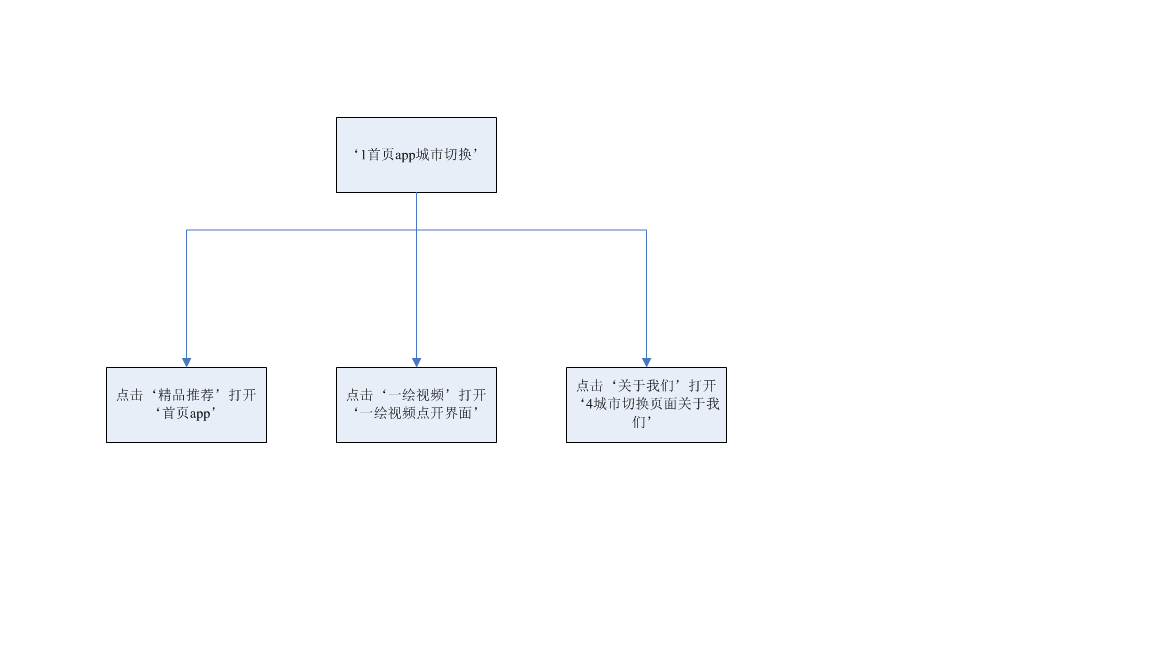 ‘1首页app城市切换’
点击‘精品推荐’打开
‘首页app’
点击‘一绘视频’打开
‘一绘视频点开界面’
点击‘关于我们’打开
‘4城市切换页面关于我
们’